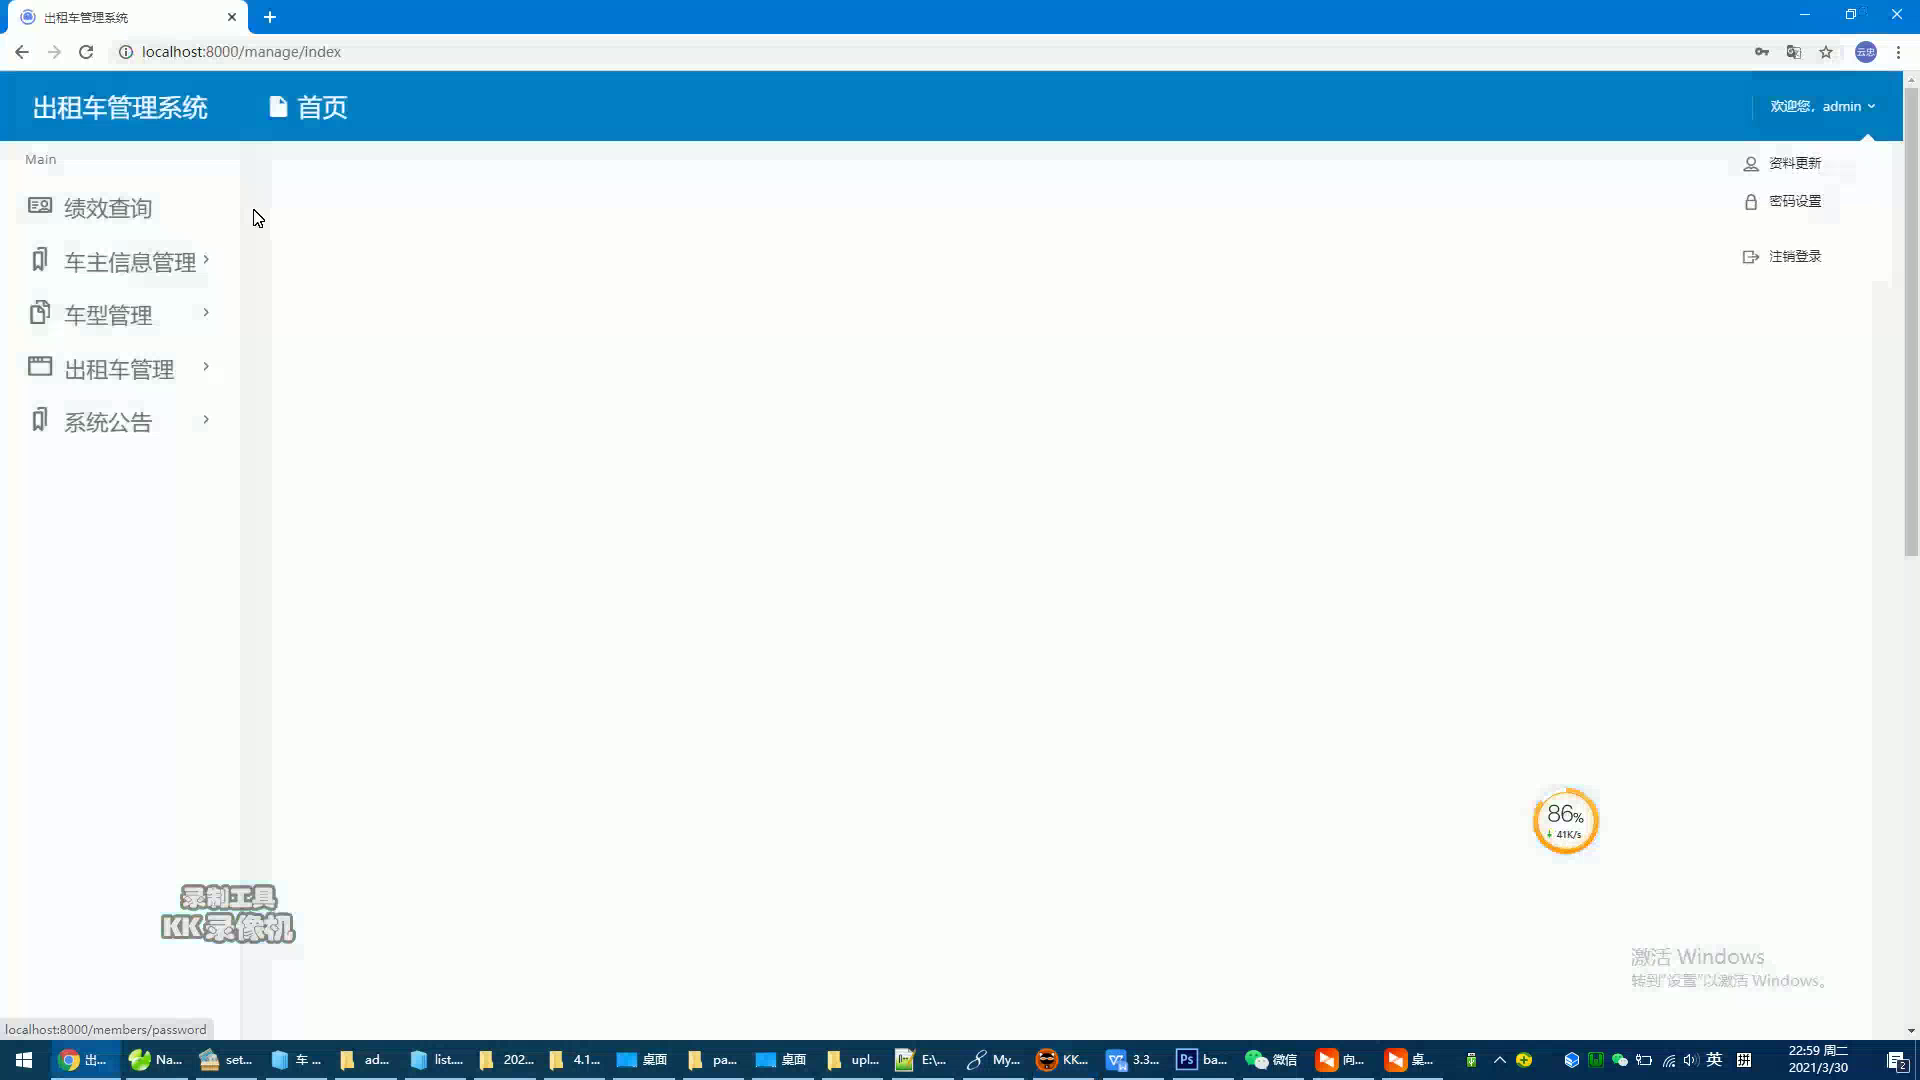 出租车管理系统
localhost:8000/manage/index
云忠
出租车管理系统
首页
欢迎您，admin
Main
绩效查询
车主信息管理
车型管理
出租车管理
系统公告
资料更新
密码设置
注销登录
86%
41K/s
录制工具
KK录像机
激活 Windows
转到"设置"以激活 Windows。
localhost:8000/members/password
出...
Na...
set...
车 ...
ad...
list...
202...
4.1...
桌面
pa...
桌面
upl...
E:\...
My...
KK...
3.3...
Ps
ba...
微信
向...
桌...
英
拼
22:59 周二
2021/3/30
2